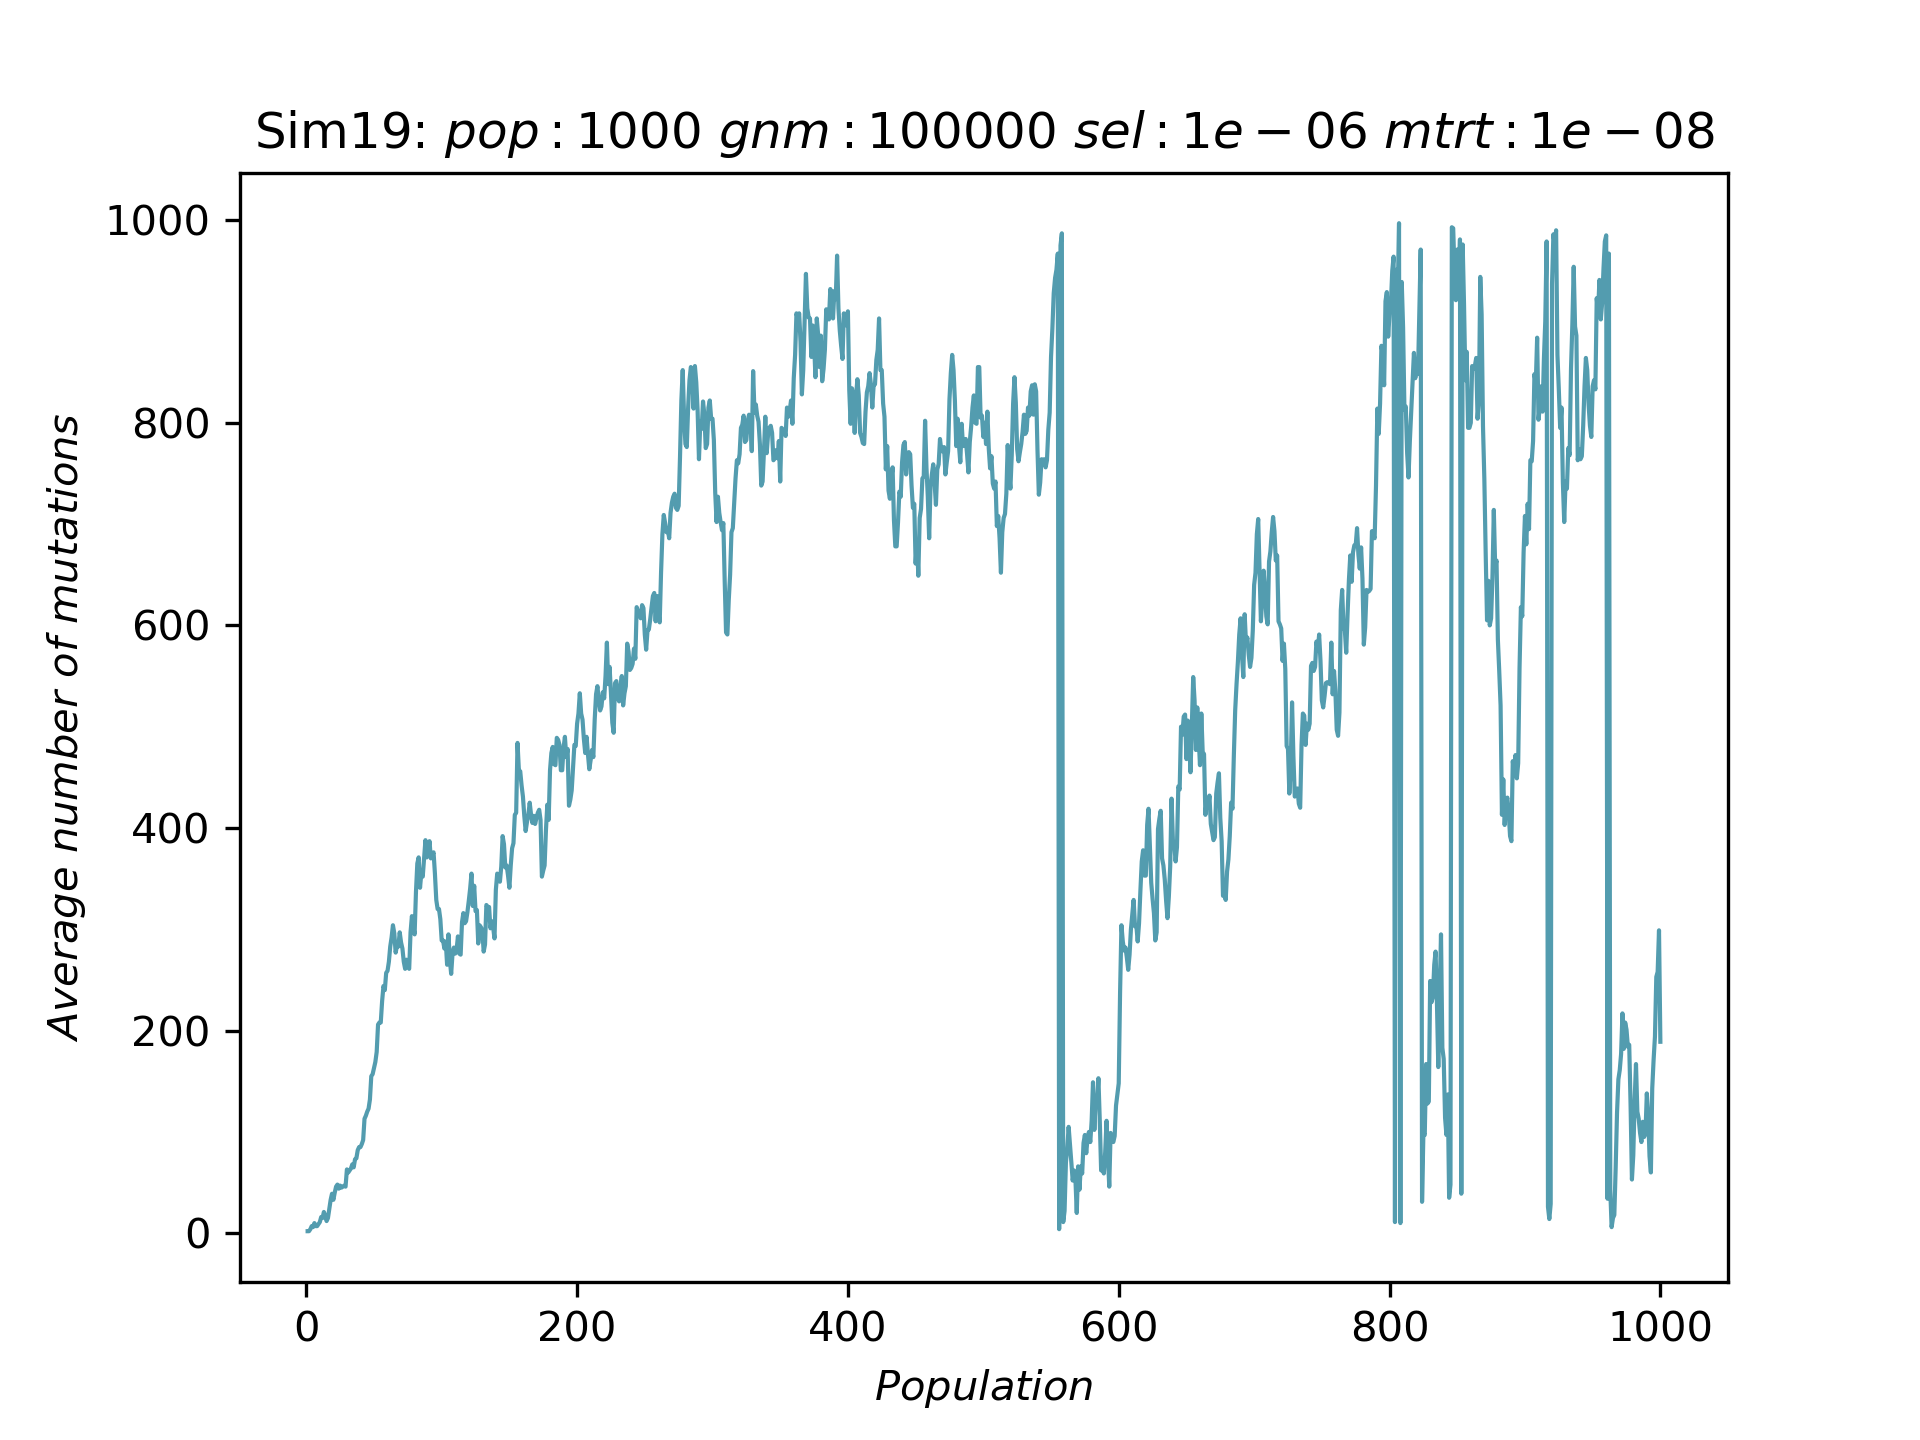 Sim19: pop : 1000 gnm : 100000 sel : 1e − 06 mtrt : 1e − 08
1000
800
600
400
200
0
Average number of mutations
0 200 400 600 800 1000
Population